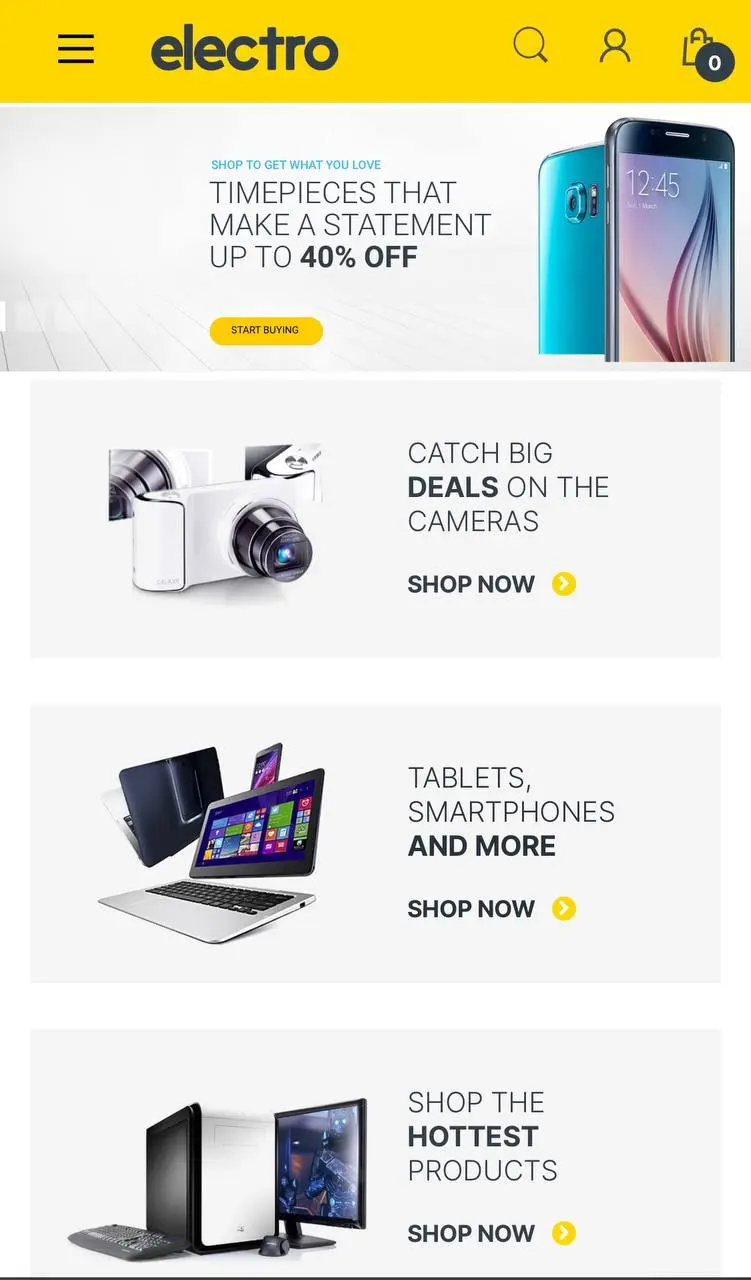 electro
0
SHOP TO GET WHAT YOU LOVE
TIMEPIECES THAT
MAKE A STATEMENT
UP TO 40% OFF
12:45
START BUYING
CATCH BIG
DEALS ON THE
CAMERAS
GALAXY
SHOP NOW
TABLETS,
SMARTPHONES
AND MORE
SHOP NOW
SHOP THE
HOTTEST
PRODUCTS
SHOP NOW